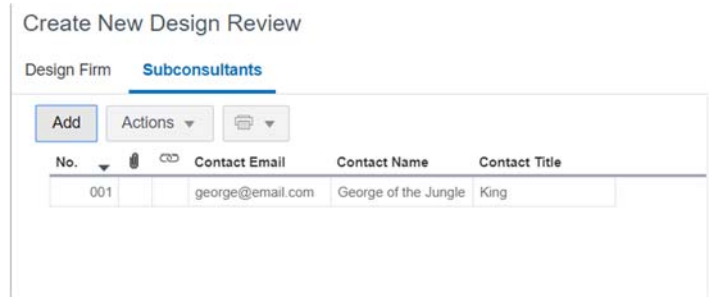 Create New Design Review
Design Firm Subconsultants
Add Actions
No. Contact Email Contact Name Contact Title
001 george@email.com George of the Jungle King